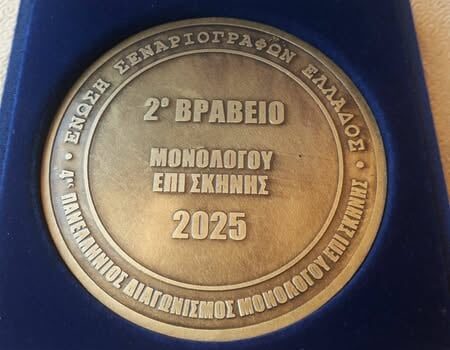 ΕΝΩΣΗ ΣΕΝΑΡΙΟΓΡΑΦΩΝ ΕΛΛΑΔΟΣ
2ο ΒΡΑΒΕΙΟ
ΜΟΝΟΛΟΓΟΥ
ΕΠΙ ΣΚΗΝΗΣ
2025
4ος ΠΑΝΕΛΛΗΝΙΟΣ ΔΙΑΓΩΝΙΣΜΟΣ ΜΟΝΟΛΟΓΟΥ ΕΠΙ ΣΚΗΝΗΣ